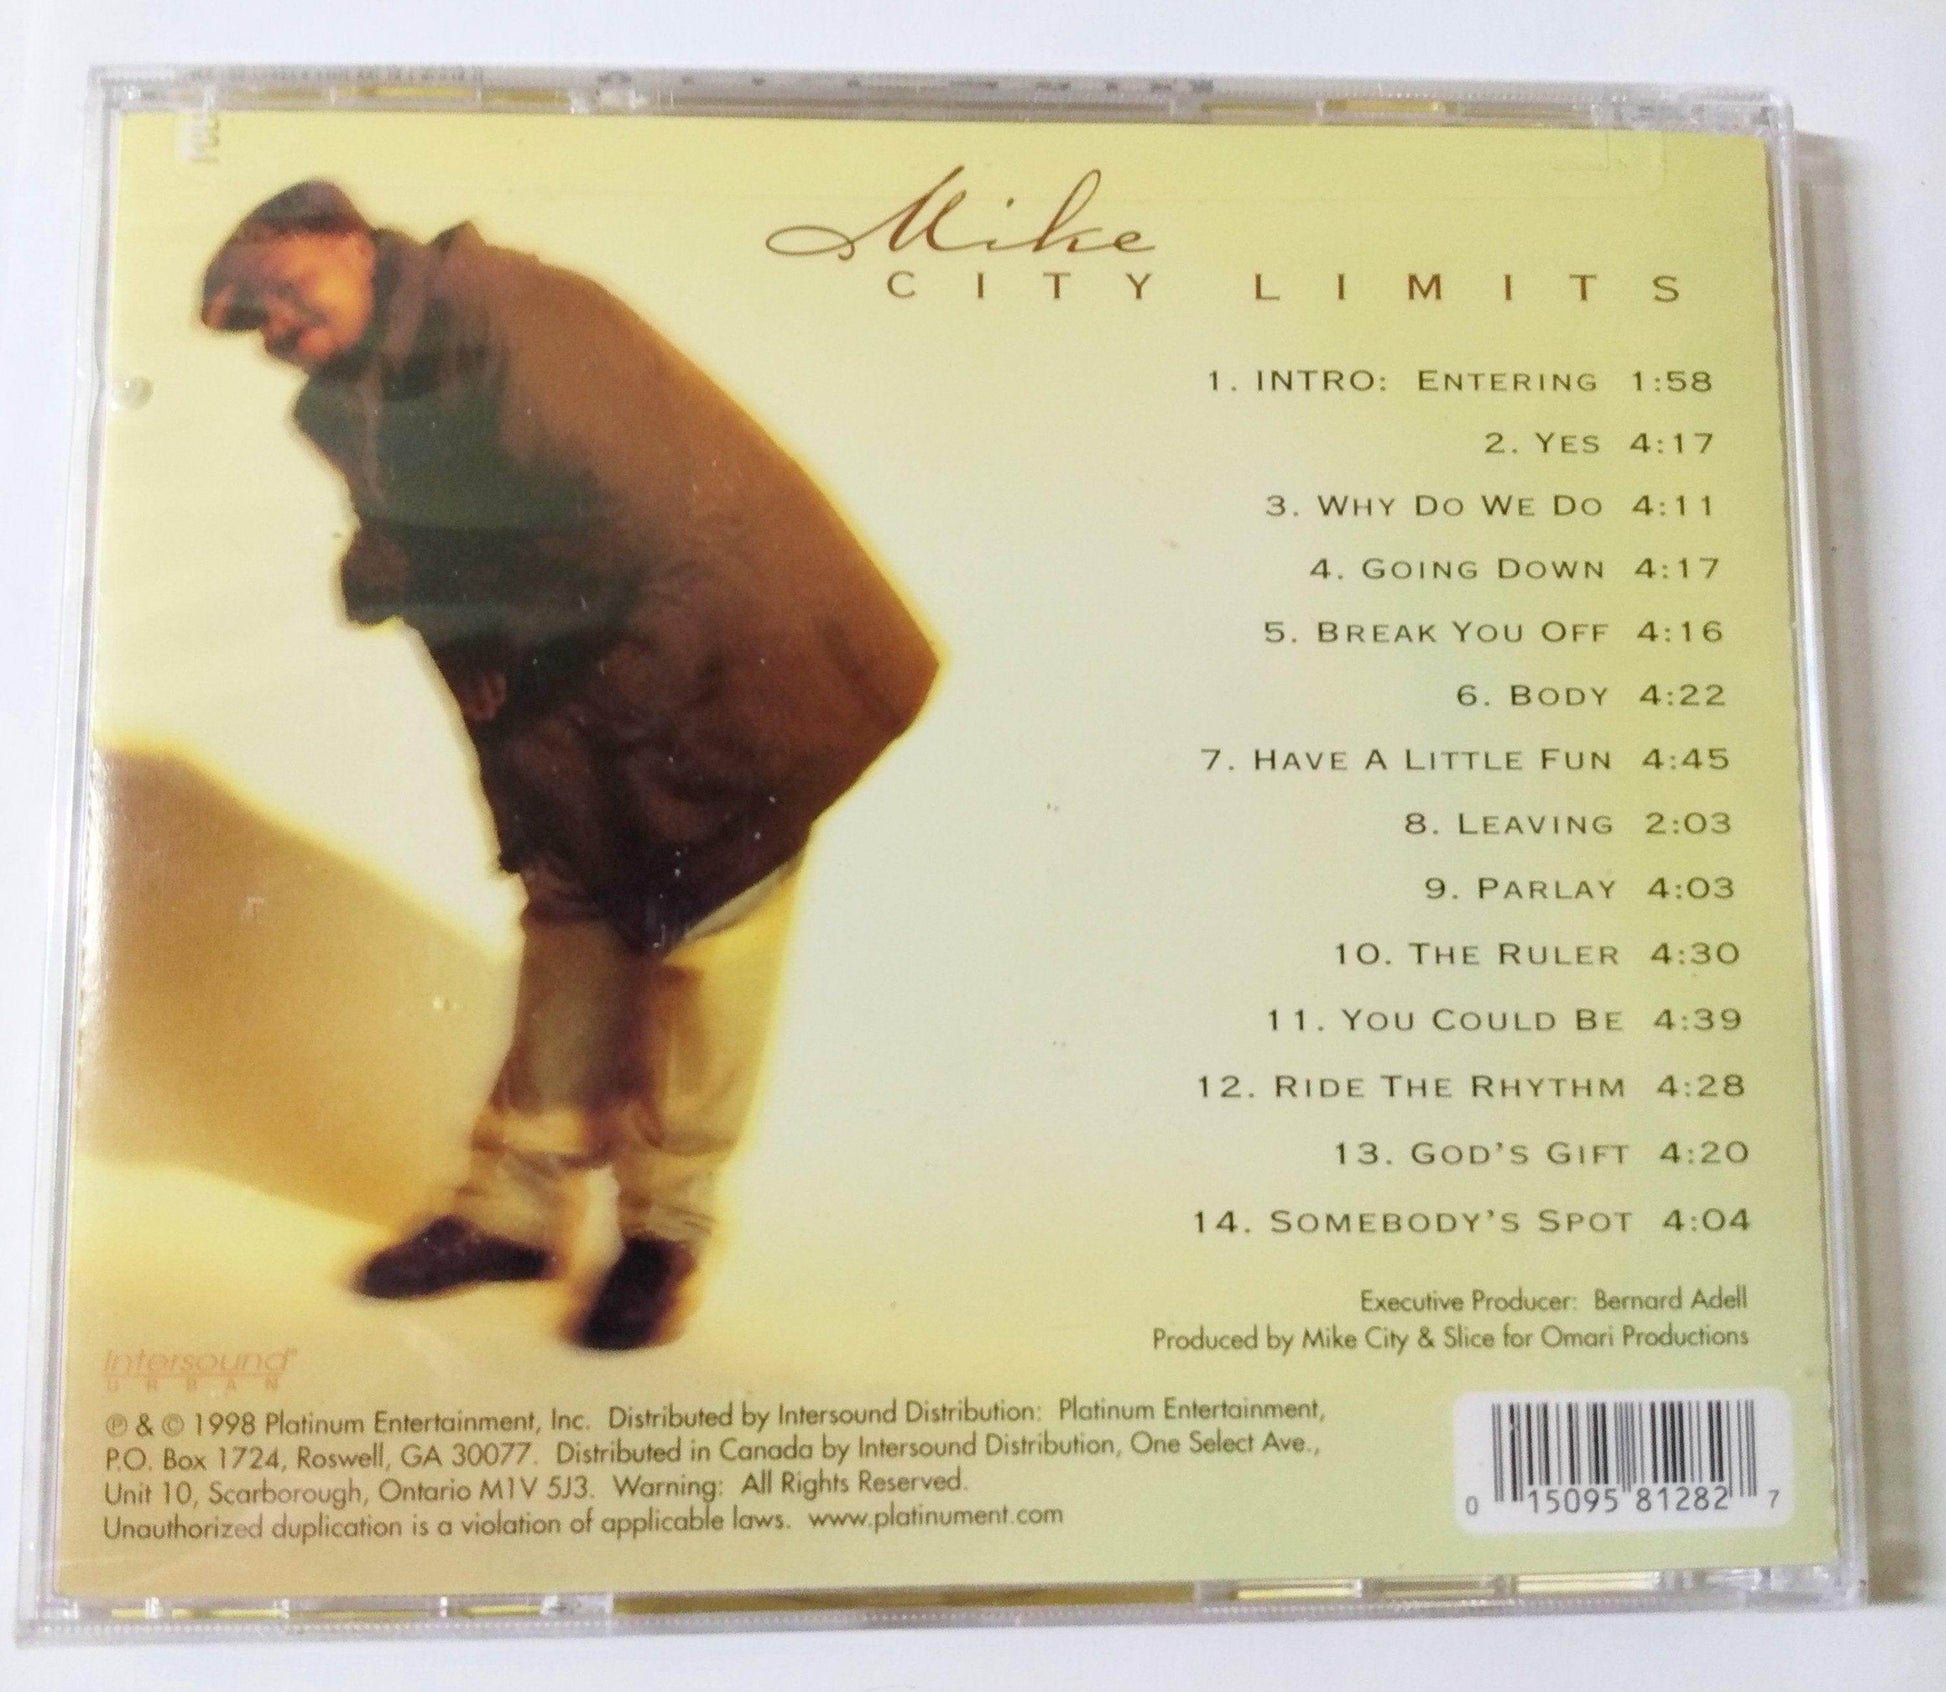 Mike
CITY LIMITS
1. INTRO: ENTERING 1:58
2. YES 4:17
3. WHY DO WE DO 4:11
4. GOING DOWN 4:17
5. BREAK YOU OFF 4:16
6. BODY 4:22
7. HAVE A LITTLE FUN 4:45
8. LEAVING 2:03
9. PARLAY 4:03
10. THE RULER 4:30
11. YOU COULD BE 4:39
12. RIDE THE RHYTHM 4:28
13. GOD'S GIFT 4:20
14. SOMEBODY'S SPOT 4:04
Executive Producer: Bernard Adell
Produced by Mike City & Slice for Omari Productions
Intersound®
URBAN
℗ & © 1998 Platinum Entertainment, Inc. Distributed by Intersound Distribution: Platinum Entertainment,
P.O. Box 1724, Roswell, GA 30077. Distributed in Canada by Intersound Distribution, One Select Ave.,
Unit 10, Scarborough, Ontario M1V 5J3. Warning: All Rights Reserved.
Unauthorized duplication is a violation of applicable laws. www.platinument.com
0 15095 81282 7